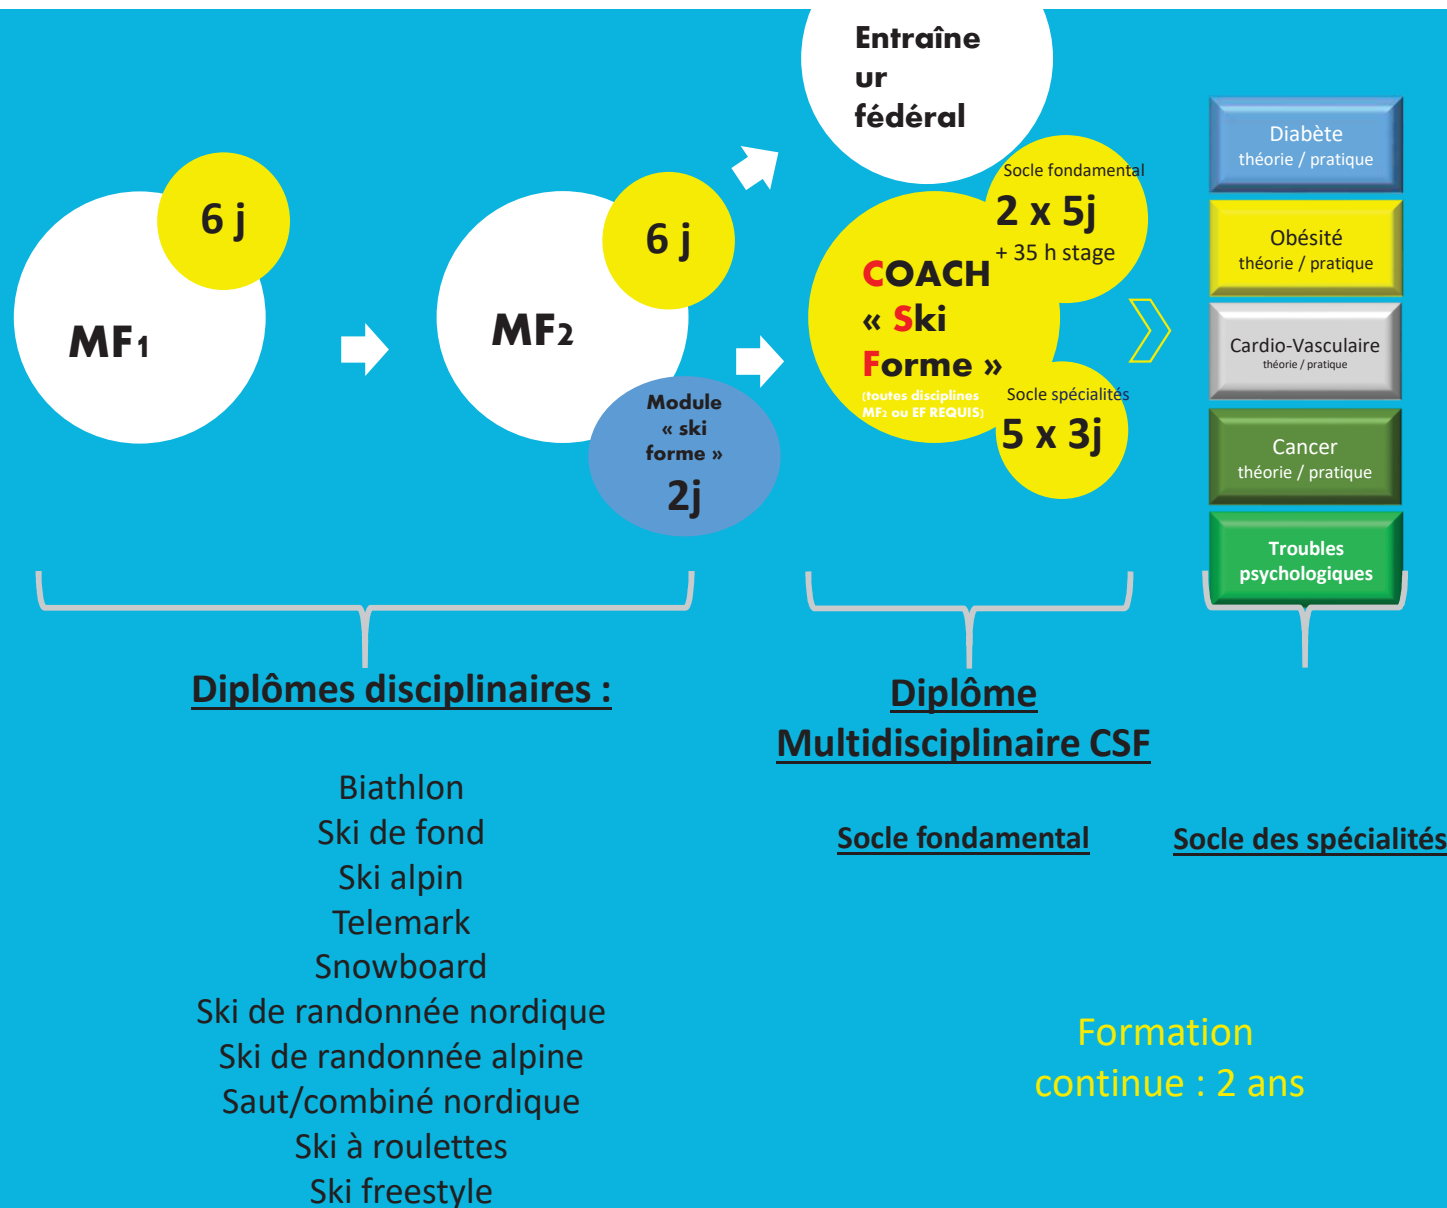 Entraîne
ur
fédéral
6 j
MF1
6 j
MF2
Module
« ski
forme »
2j
Socle fondamental
2 x 5j
+ 35 h stage
COACH
« Ski
Forme »
(toutes disciplines
MF2 ou EF REQUIS)
Socle spécialités
5 x 3j
Diabète
théorie / pratique
Obésité
théorie / pratique
Cardio-Vasculaire
théorie / pratique
Cancer
théorie / pratique
Troubles
psychologiques
Diplômes disciplinaires :
Biathlon
Ski de fond
Ski alpin
Telemark
Snowboard
Ski de randonnée nordique
Ski de randonnée alpine
Saut/combiné nordique
Ski à roulettes
Ski freestyle
Diplôme
Multidisciplinaire CSF
Socle fondamental
Socle des spécialités
Formation
continue : 2 ans